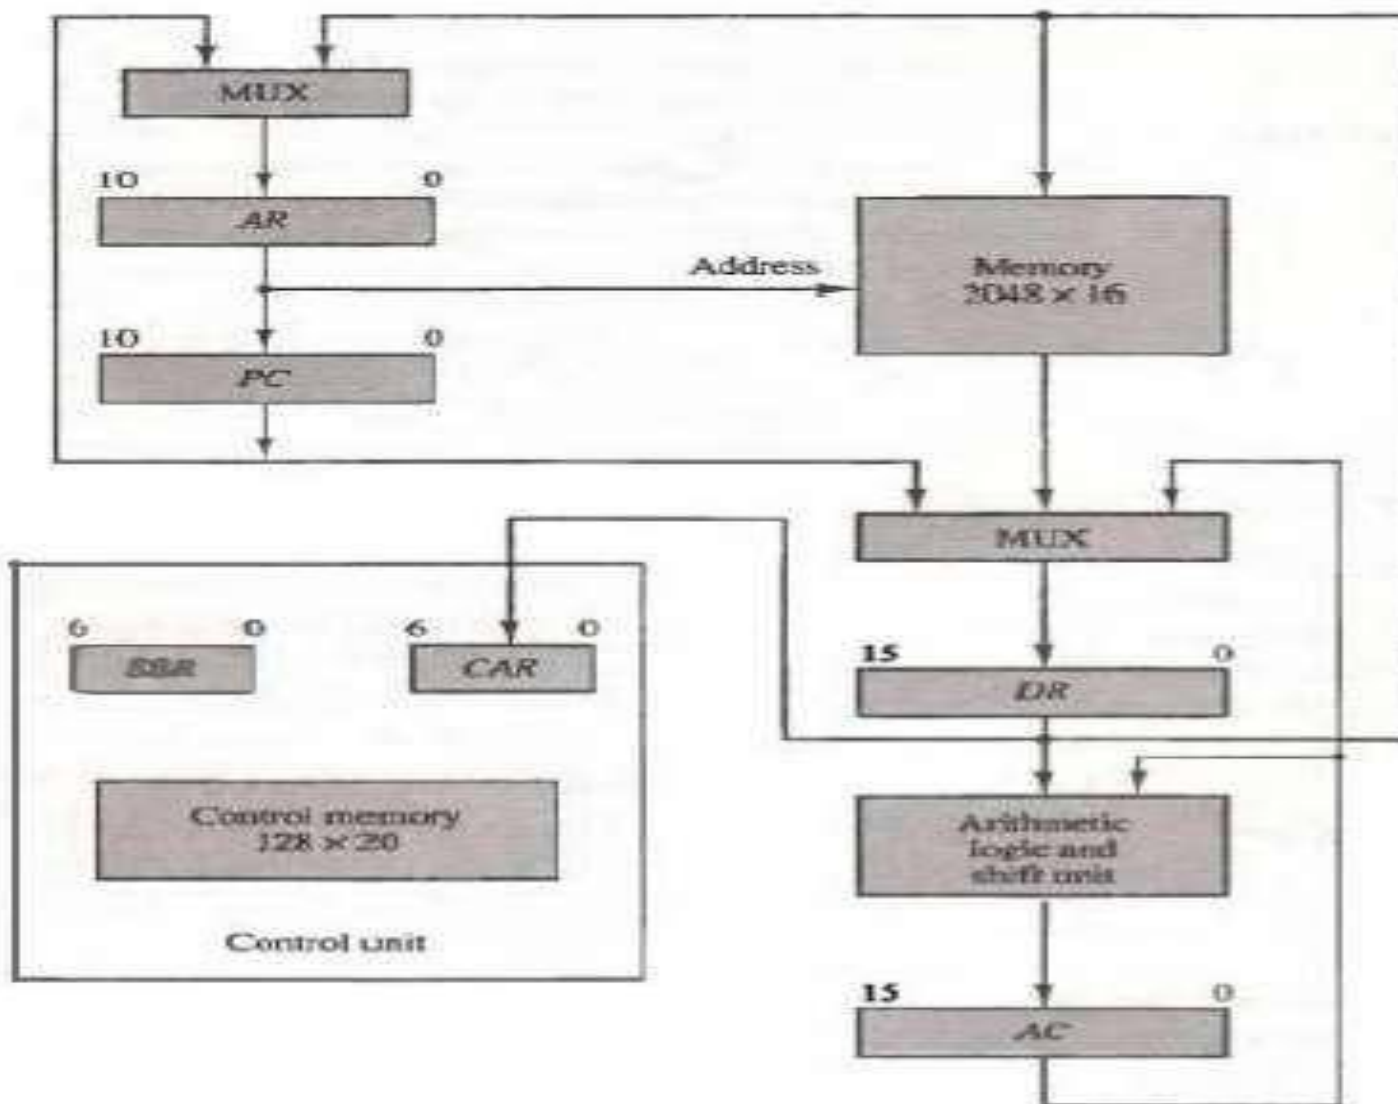 MUX
10 0
AR
Address
Memory
2048 × 16
10 0
PC
MUX
6 0
SBR
6 0
CAR
15 0
DR
Control memory
128 × 20
Arithmetic
logic and
shift unit
Control unit
15 0
AC